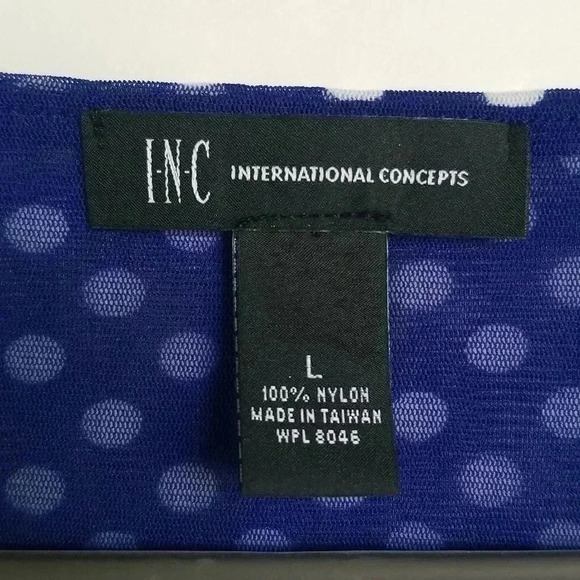 I-N-C INTERNATIONAL CONCEPTS
L
100% NYLON
MADE IN TAIWAN
WPL 8046